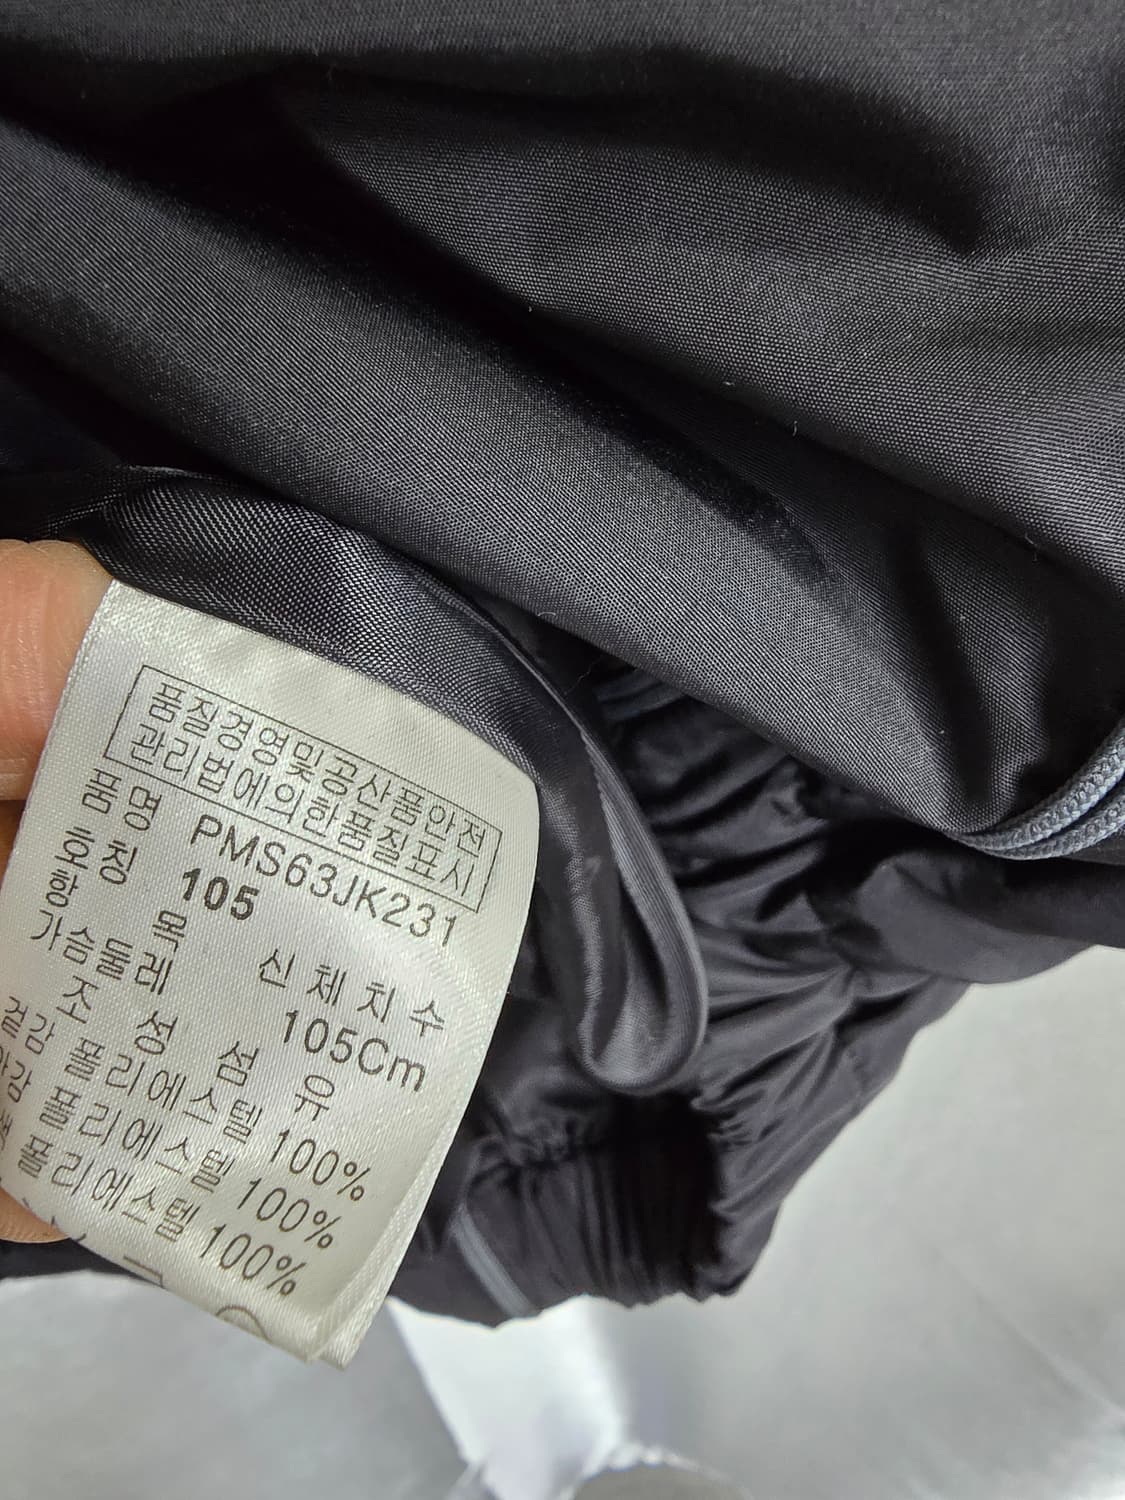 품질경영및공산품안전
관리법에의한품질표시
품 명 PMS63JK231
호 칭 105
항 목 신 체 치 수
가슴둘레 105Cm
조 성 섬 유
겉감 폴리에스텔 100%
안감 폴리에스텔 100%
폴리에스텔 100%